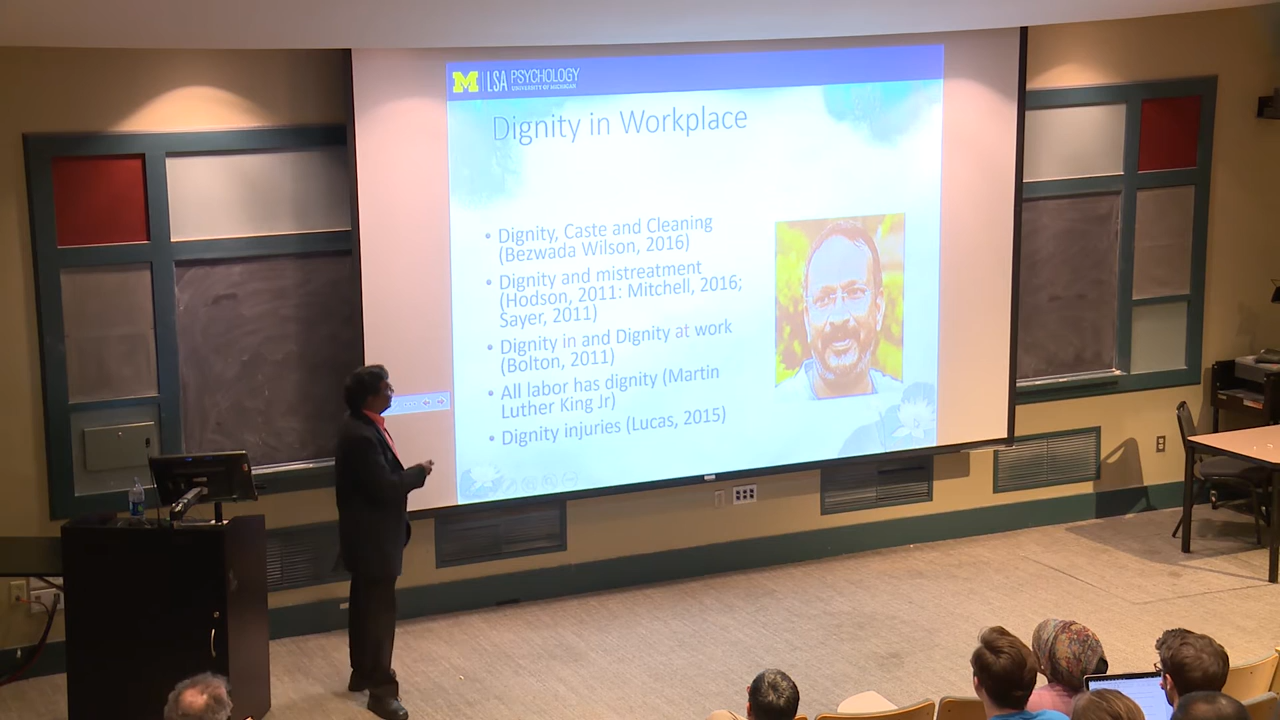 M LSA PSYCHOLOGY
UNIVERSITY OF MICHIGAN
Dignity in Workplace
• Dignity, Caste and Cleaning
(Bezwada Wilson, 2016)
• Dignity and mistreatment
(Hodson, 2011: Mitchell, 2016;
Sayer, 2011)
• Dignity in and Dignity at work
(Bolton, 2011)
• All labor has dignity (Martin
Luther King Jr)
• Dignity injuries (Lucas, 2015)